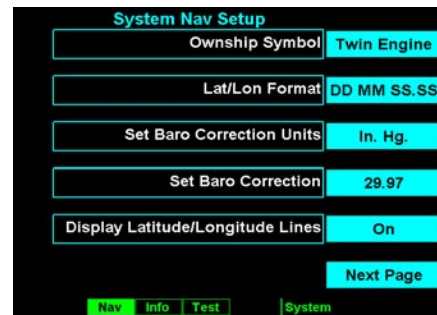 System Nav Setup
Ownship Symbol Twin Engine
Lat/Lon Format DD MM SS.SS
Set Baro Correction Units In. Hg.
Set Baro Correction 29.97
Display Latitude/Longitude Lines On
Next Page
Nav Info Test System